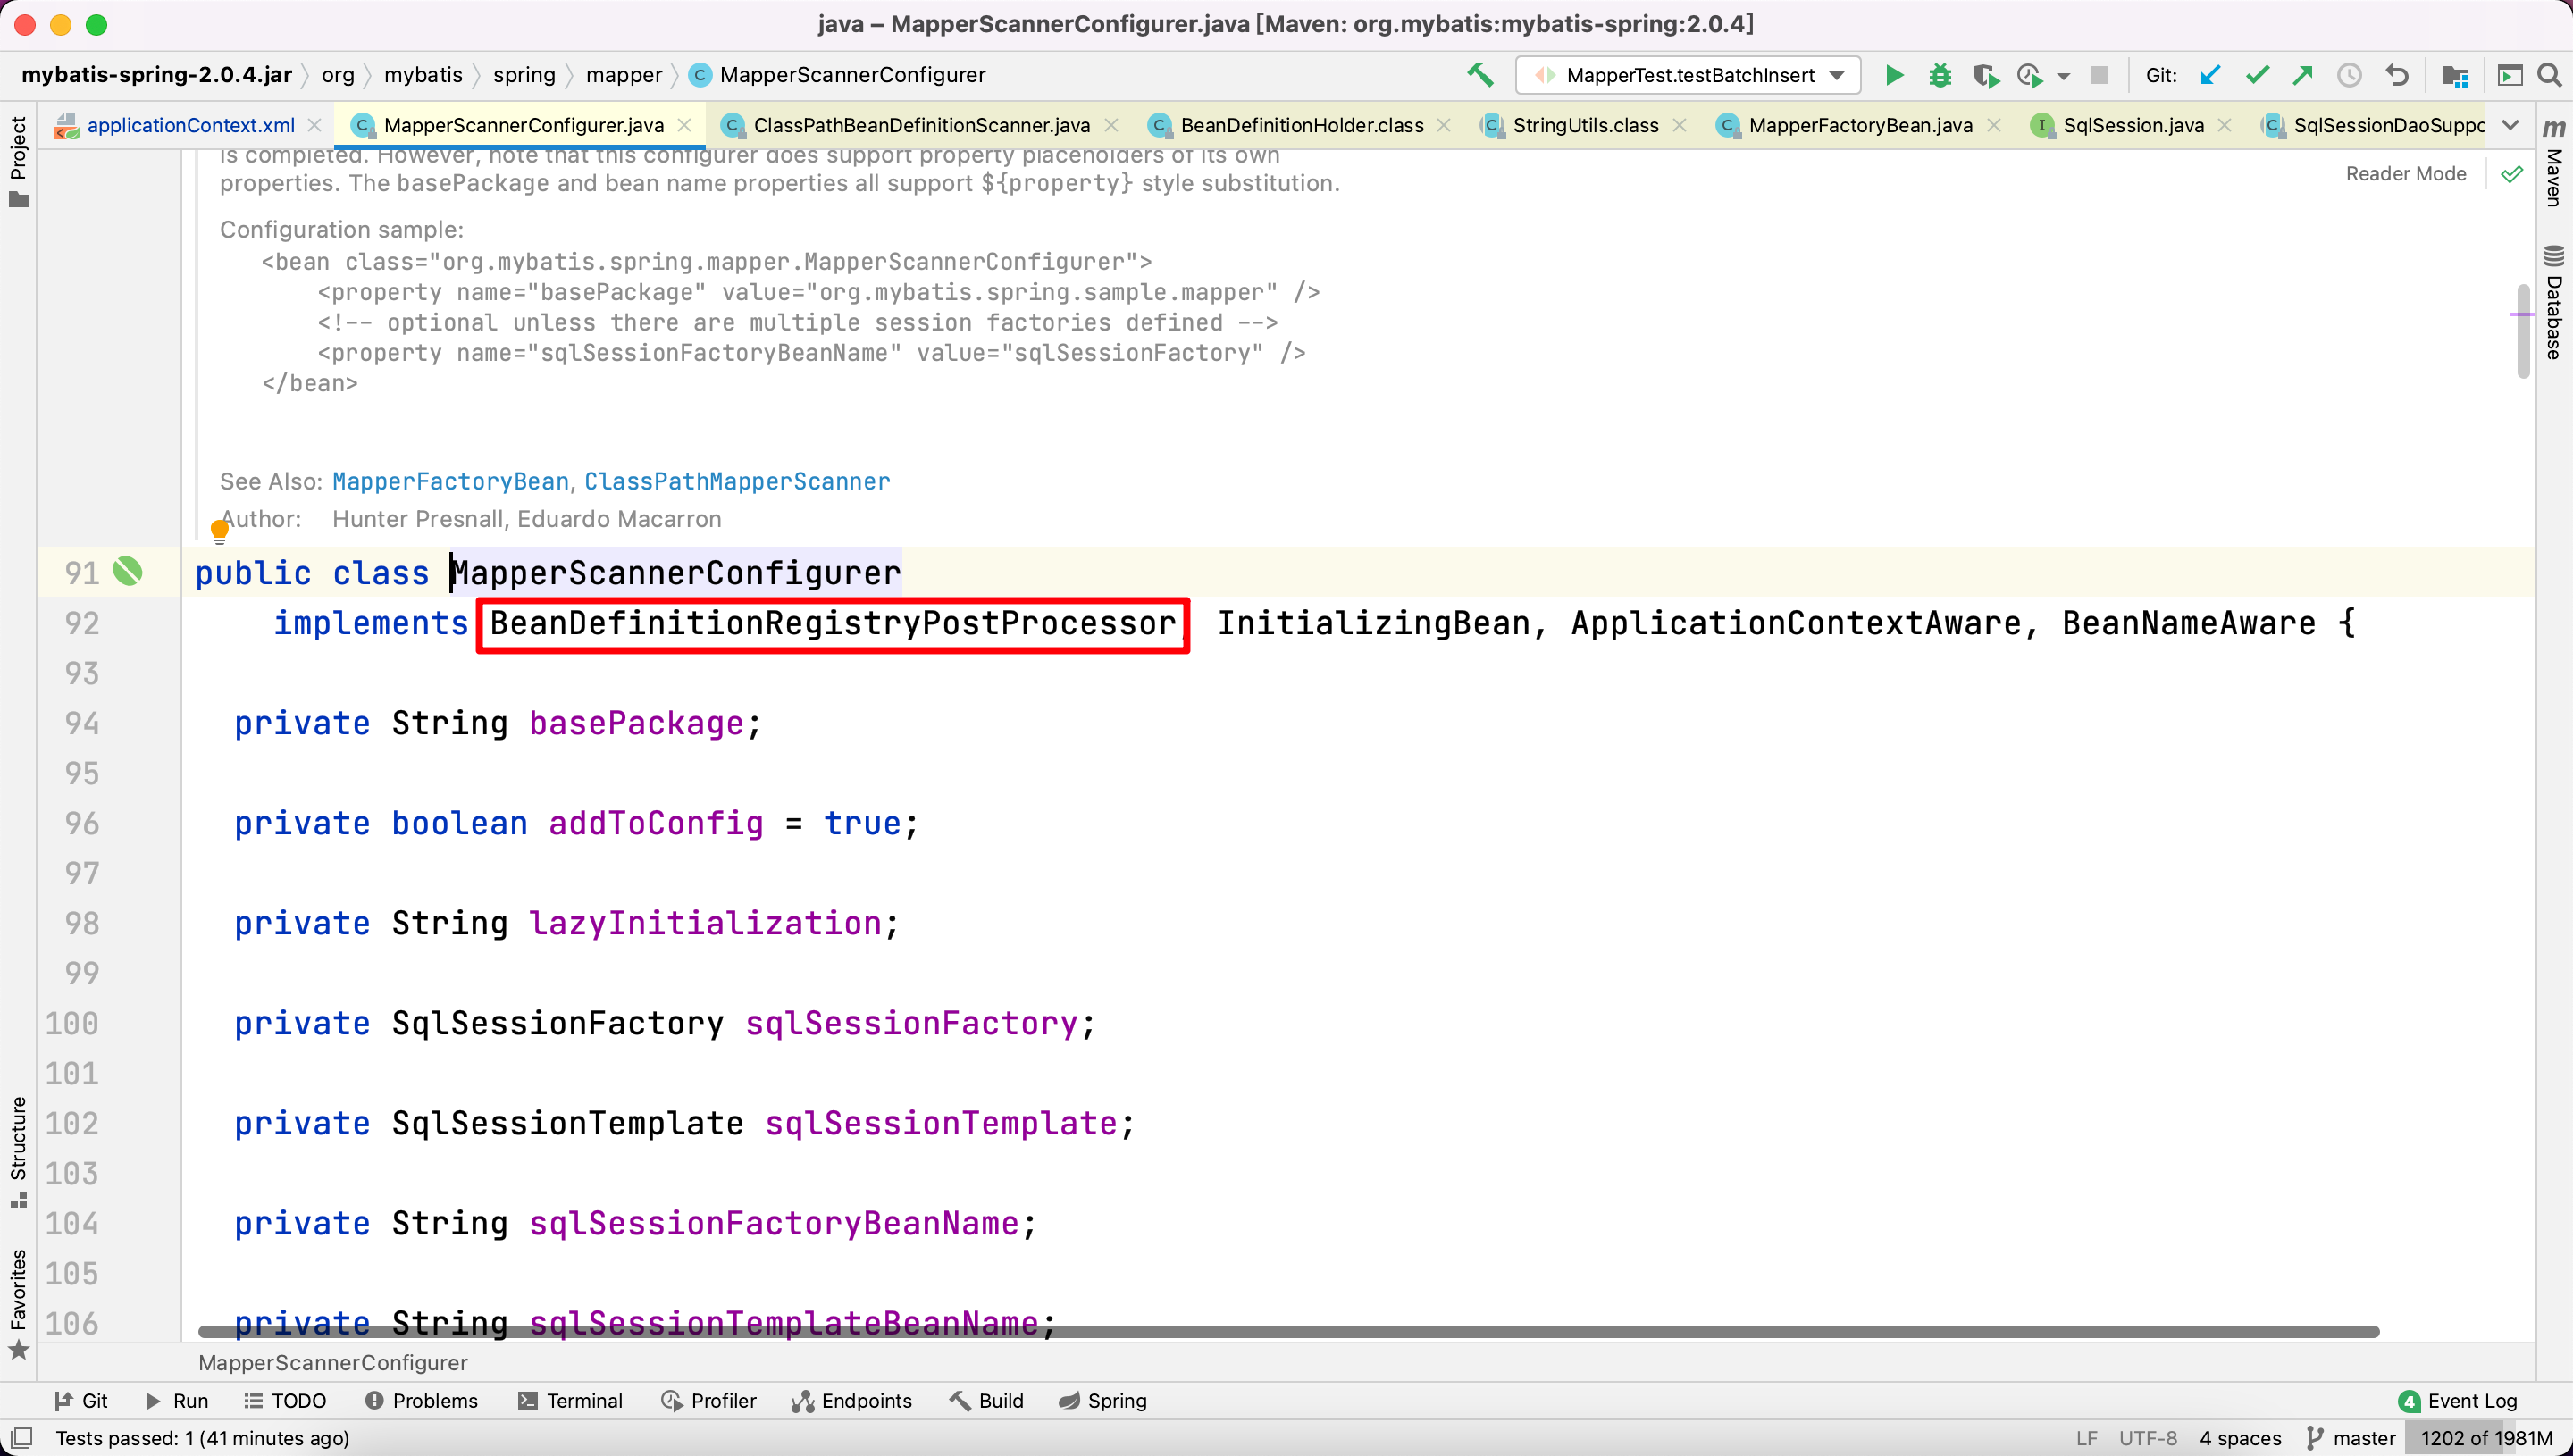 java – MapperScannerConfigurer.java [Maven: org.mybatis:mybatis-spring:2.0.4]
mybatis-spring-2.0.4.jar org mybatis spring mapper MapperScannerConfigurer MapperTest.testBatchInsert Git:
applicationContext.xml MapperScannerConfigurer.java ClassPathBeanDefinitionScanner.java BeanDefinitionHolder.class StringUtils.class MapperFactoryBean.java SqlSession.java SqlSessionDaoSuppo
Project
Maven
Database
Structure
Favorites
is completed. However, note that this configurer does support property placeholders of its own
properties. The basePackage and bean name properties all support ${property} style substitution.
Reader Mode
Configuration sample:
<bean class="org.mybatis.spring.mapper.MapperScannerConfigurer">
<property name="basePackage" value="org.mybatis.spring.sample.mapper" />
<!-- optional unless there are multiple session factories defined -->
<property name="sqlSessionFactoryBeanName" value="sqlSessionFactory" />
</bean>
See Also: MapperFactoryBean, ClassPathMapperScanner
Author: Hunter Presnall, Eduardo Macarron
91 public class MapperScannerConfigurer
92 implements BeanDefinitionRegistryPostProcessor, InitializingBean, ApplicationContextAware, BeanNameAware {
93
94 private String basePackage;
95
96 private boolean addToConfig = true;
97
98 private String lazyInitialization;
99
100 private SqlSessionFactory sqlSessionFactory;
101
102 private SqlSessionTemplate sqlSessionTemplate;
103
104 private String sqlSessionFactoryBeanName;
105
106 private String sqlSessionTemplateBeanName;
MapperScannerConfigurer
Git Run TODO Problems Terminal Profiler Endpoints Build Spring 4 Event Log
Tests passed: 1 (41 minutes ago) LF UTF-8 4 spaces master 1202 of 1981M